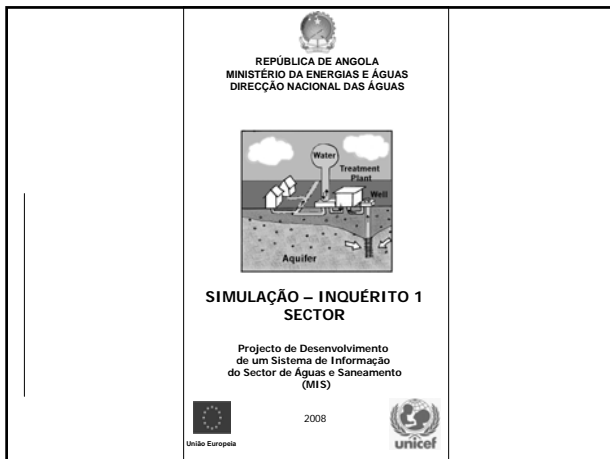 REPÚBLICA DE ANGOLA
MINISTÉRIO DA ENERGIAS E ÁGUAS
DIRECÇÃO NACIONAL DAS ÁGUAS
Water
Treatment
Plant
Well
Aquifer
SIMULAÇÃO – INQUÉRITO 1
SECTOR
Projecto de Desenvolvimento
de um Sistema de Informação
do Sector de Águas e Saneamento
(MIS)
2008
União Europeia
unicef